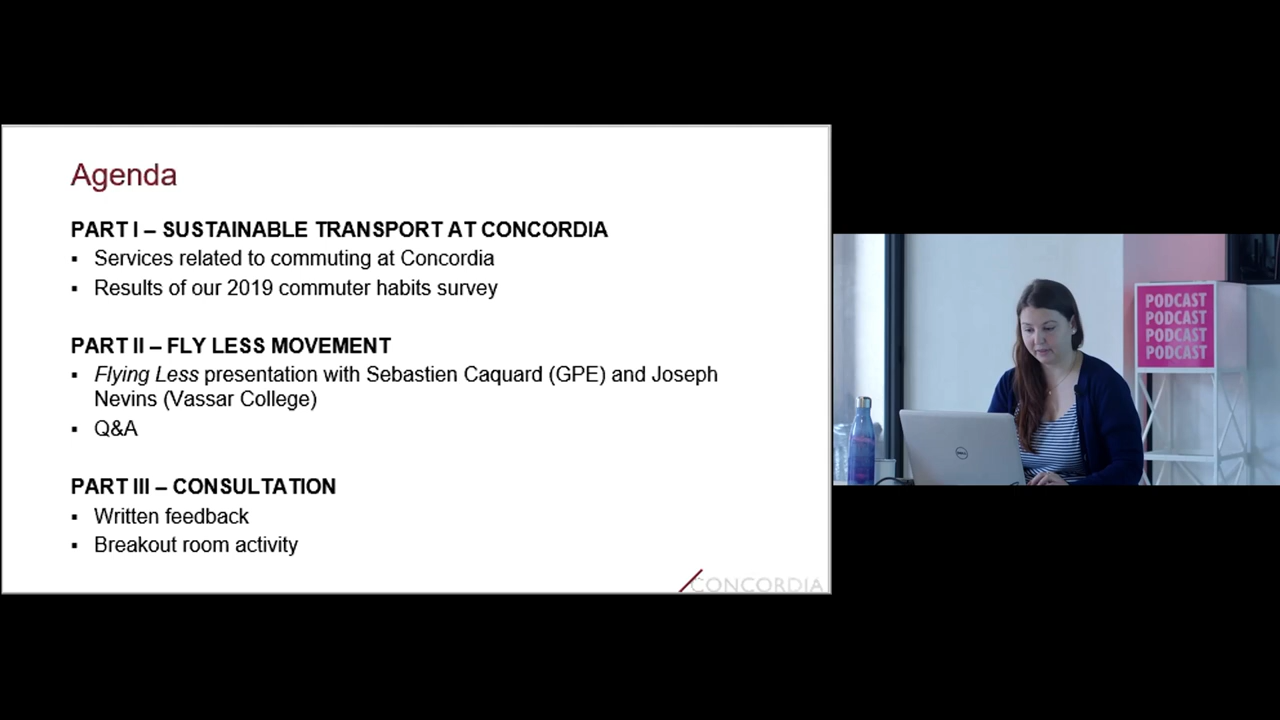 Agenda
PART I – SUSTAINABLE TRANSPORT AT CONCORDIA
▪ Services related to commuting at Concordia
▪ Results of our 2019 commuter habits survey
PART II – FLY LESS MOVEMENT
▪ Flying Less presentation with Sebastien Caquard (GPE) and Joseph
Nevins (Vassar College)
▪ Q&A
PART III – CONSULTATION
▪ Written feedback
▪ Breakout room activity
CONCORDIA
PODCAST
PODCAST
PODCAST
PODCAST
DELL